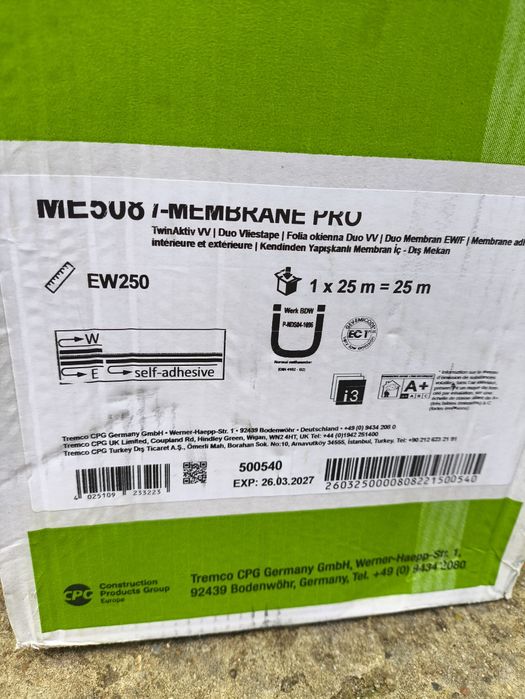 ME508 I-MEMBRANE PRO
TwinAktiv VV | Duo Vliestape | Folia okienna Duo VV | Duo Membran EW/F | Membrane ad
intérieure et extérieure | Kendinden Yapışkanlı Membran İç - Dış Mekan
EW250
1 x 25 m = 25 m
Werk BDW
U
EC1
W
E
self-adhesive
i3
A+
Tremco CPG Germany GmbH • Werner-Haepp-Str. 1 • 92439 Bodenwöhr • Deutschland • +49 (0) 9434 208 0
Tremco CPG UK Limited, Coupland Rd, Hindley Green, Wigan, WN2 4HT, UK Tel: +44 (0)1942 251400
Tremco CPG Turkey Dış Ticaret A.Ş., Ömerli Mah, Borahan Sok. No:10, Arnavutköy 34555, İstanbul, Turkey. Tel: +90 212 623 21 91
4 025109 233223
500540
EXP: 26.03.2027
2603250000808221500540
CPG
Construction
Products Group
Europe
Tremco CPG Germany GmbH, Werner-Haepp-Str. 1,
92439 Bodenwöhr, Germany, Tel. +49 (0) 9434 2080